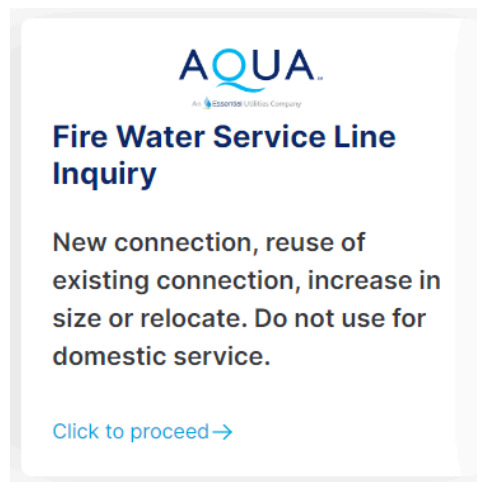 AQUA™
An Essential Utilities Company
Fire Water Service Line
Inquiry
New connection, reuse of
existing connection, increase in
size or relocate. Do not use for
domestic service.
Click to proceed→